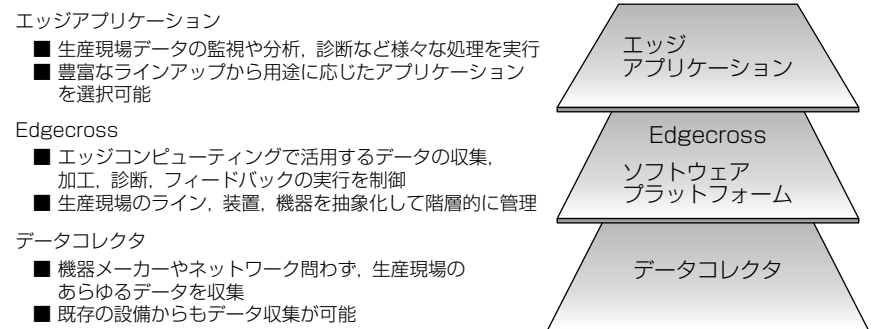 エッジアプリケーション
■ 生産現場データの監視や分析，診断など様々な処理を実行
■ 豊富なラインアップから用途に応じたアプリケーション
を選択可能
Edgecross
■ エッジコンピューティングで活用するデータの収集，
加工，診断，フィードバックの実行を制御
■ 生産現場のライン，装置，機器を抽象化して階層的に管理
データコレクタ
■ 機器メーカーやネットワーク問わず，生産現場の
あらゆるデータを収集
■ 既存の設備からもデータ収集が可能
エッジ
アプリケーション
Edgecross
ソフトウェア
プラットフォーム
データコレクタ